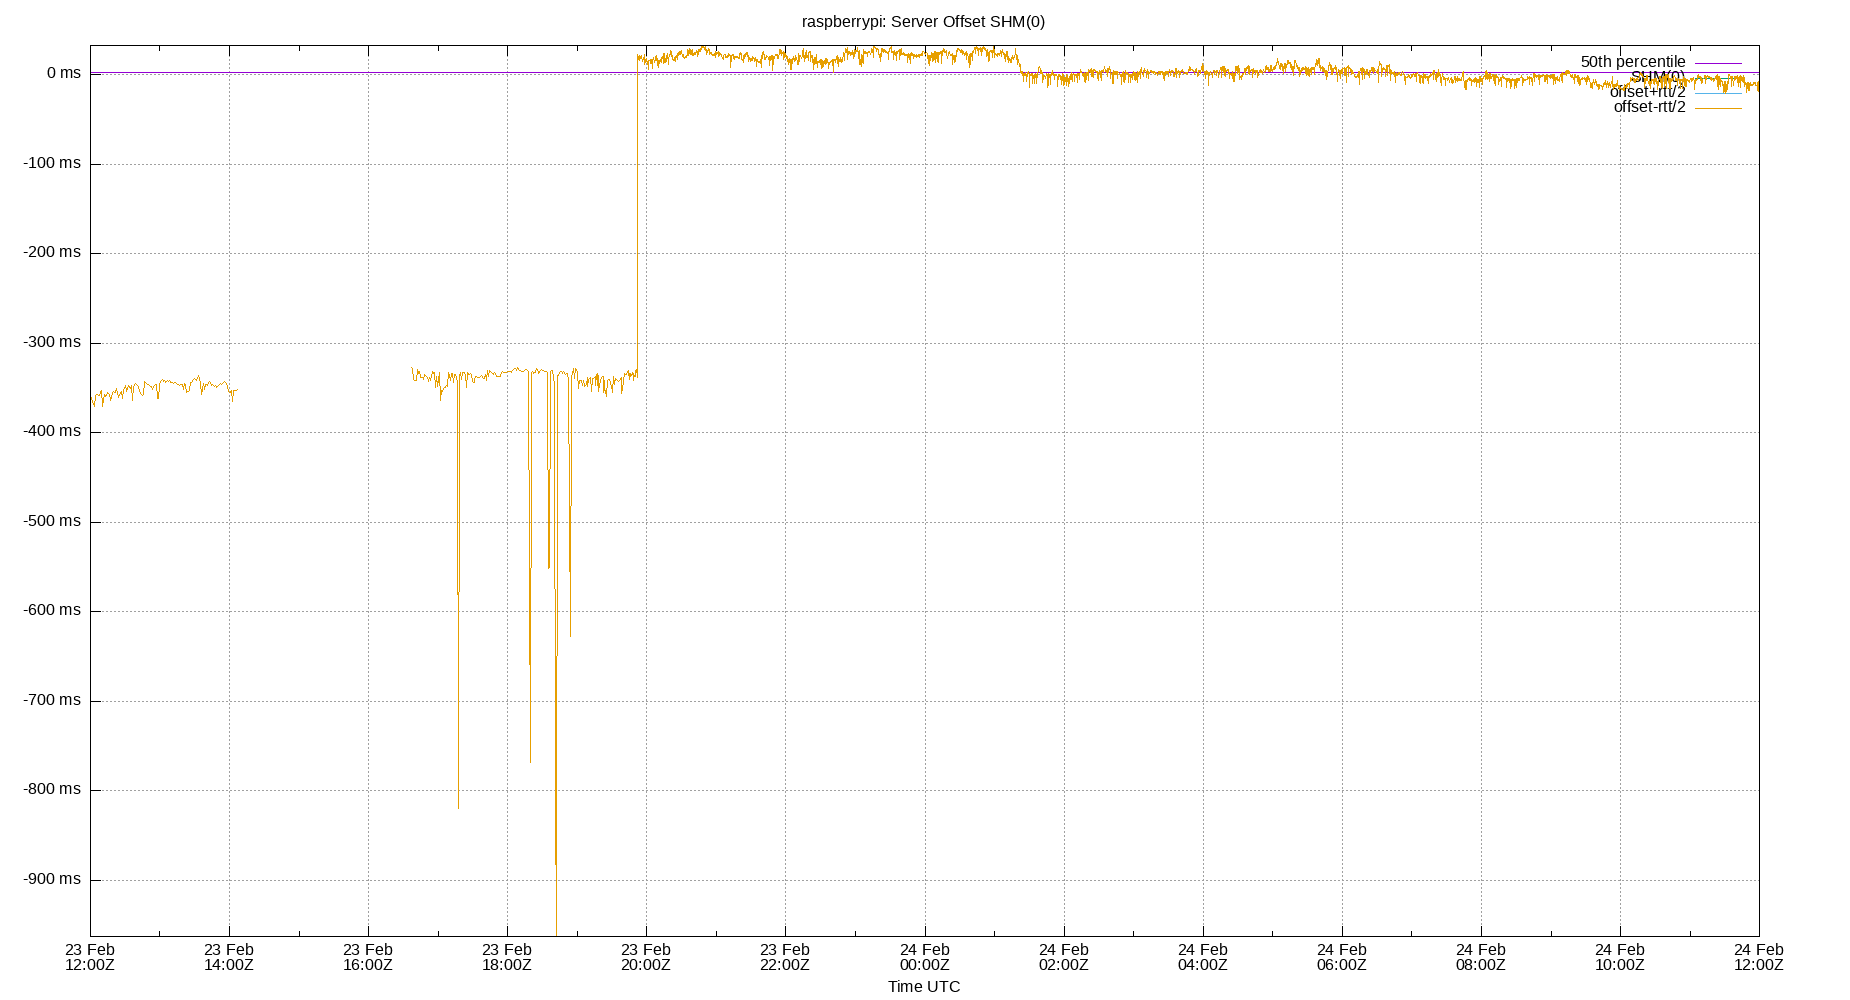 raspberrypi: Server Offset SHM(0)
50th percentile
SHM(0)
offset+rtt/2
offset-rtt/2
0 ms
-100 ms
-200 ms
-300 ms
-400 ms
-500 ms
-600 ms
-700 ms
-800 ms
-900 ms
23 Feb 23 Feb 23 Feb 23 Feb 23 Feb 23 Feb 24 Feb 24 Feb 24 Feb 24 Feb 24 Feb 24 Feb 24 Feb
12:00Z 14:00Z 16:00Z 18:00Z 20:00Z 22:00Z 00:00Z 02:00Z 04:00Z 06:00Z 08:00Z 10:00Z 12:00Z
Time UTC